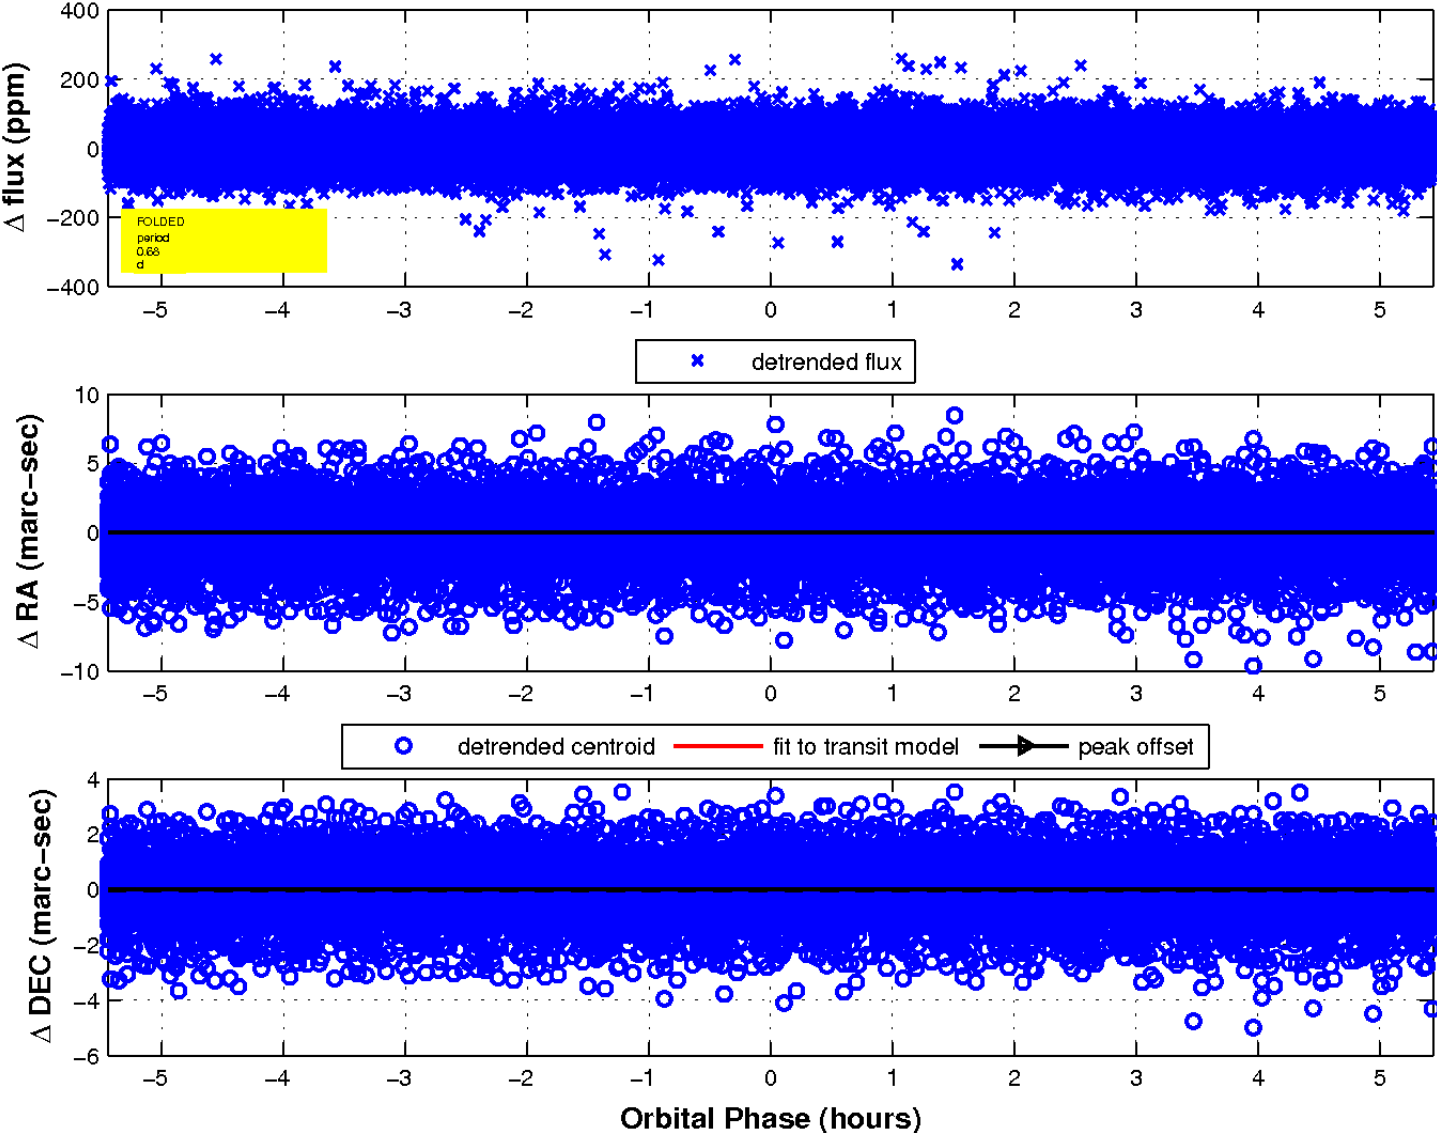 400
200
0
−200
−400
Δ flux (ppm)
FOLDED
period
0.68
d
−5 −4 −3 −2 −1 0 1 2 3 4 5
detrended flux
10
5
0
−5
−10
Δ RA (marc−sec)
−5 −4 −3 −2 −1 0 1 2 3 4 5
detrended centroid fit to transit model peak offset
4
2
0
−2
−4
−6
Δ DEC (marc−sec)
−5 −4 −3 −2 −1 0 1 2 3 4 5
Orbital Phase (hours)